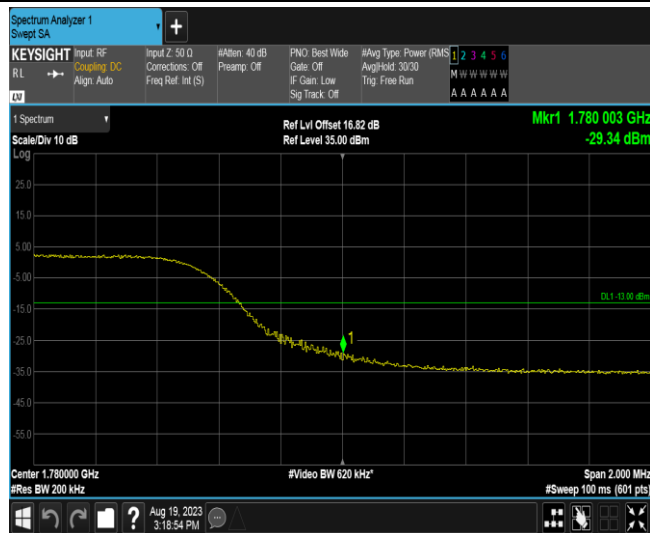 Spectrum Analyzer 1
Swept SA
KEYSIGHT
RL
LXI
Input: RF
Coupling: DC
Align: Auto
Input Z: 50 Ω
Corrections: Off
Freq Ref: Int (S)
#Atten: 40 dB
Preamp: Off
PNO: Best Wide
Gate: Off
IF Gain: Low
Sig Track: Off
#Avg Type: Power (RMS
Avg|Hold: 30/30
Trig: Free Run
1 2 3 4 5 6
M W W W W W
A A A A A A
1 Spectrum
Scale/Div 10 dB
Log
Ref Lvl Offset 16.82 dB
Ref Level 35.00 dBm
Mkr1 1.780 003 GHz
-29.34 dBm
25.0
15.0
5.00
-5.00
DL1 -13.00 dBm
-15.0
-25.0
1
-35.0
-45.0
-55.0
Center 1.780000 GHz
#Video BW 620 kHz*
Span 2.000 MHz
#Res BW 200 kHz
#Sweep 100 ms (601 pts)
?
Aug 19, 2023
3:18:54 PM